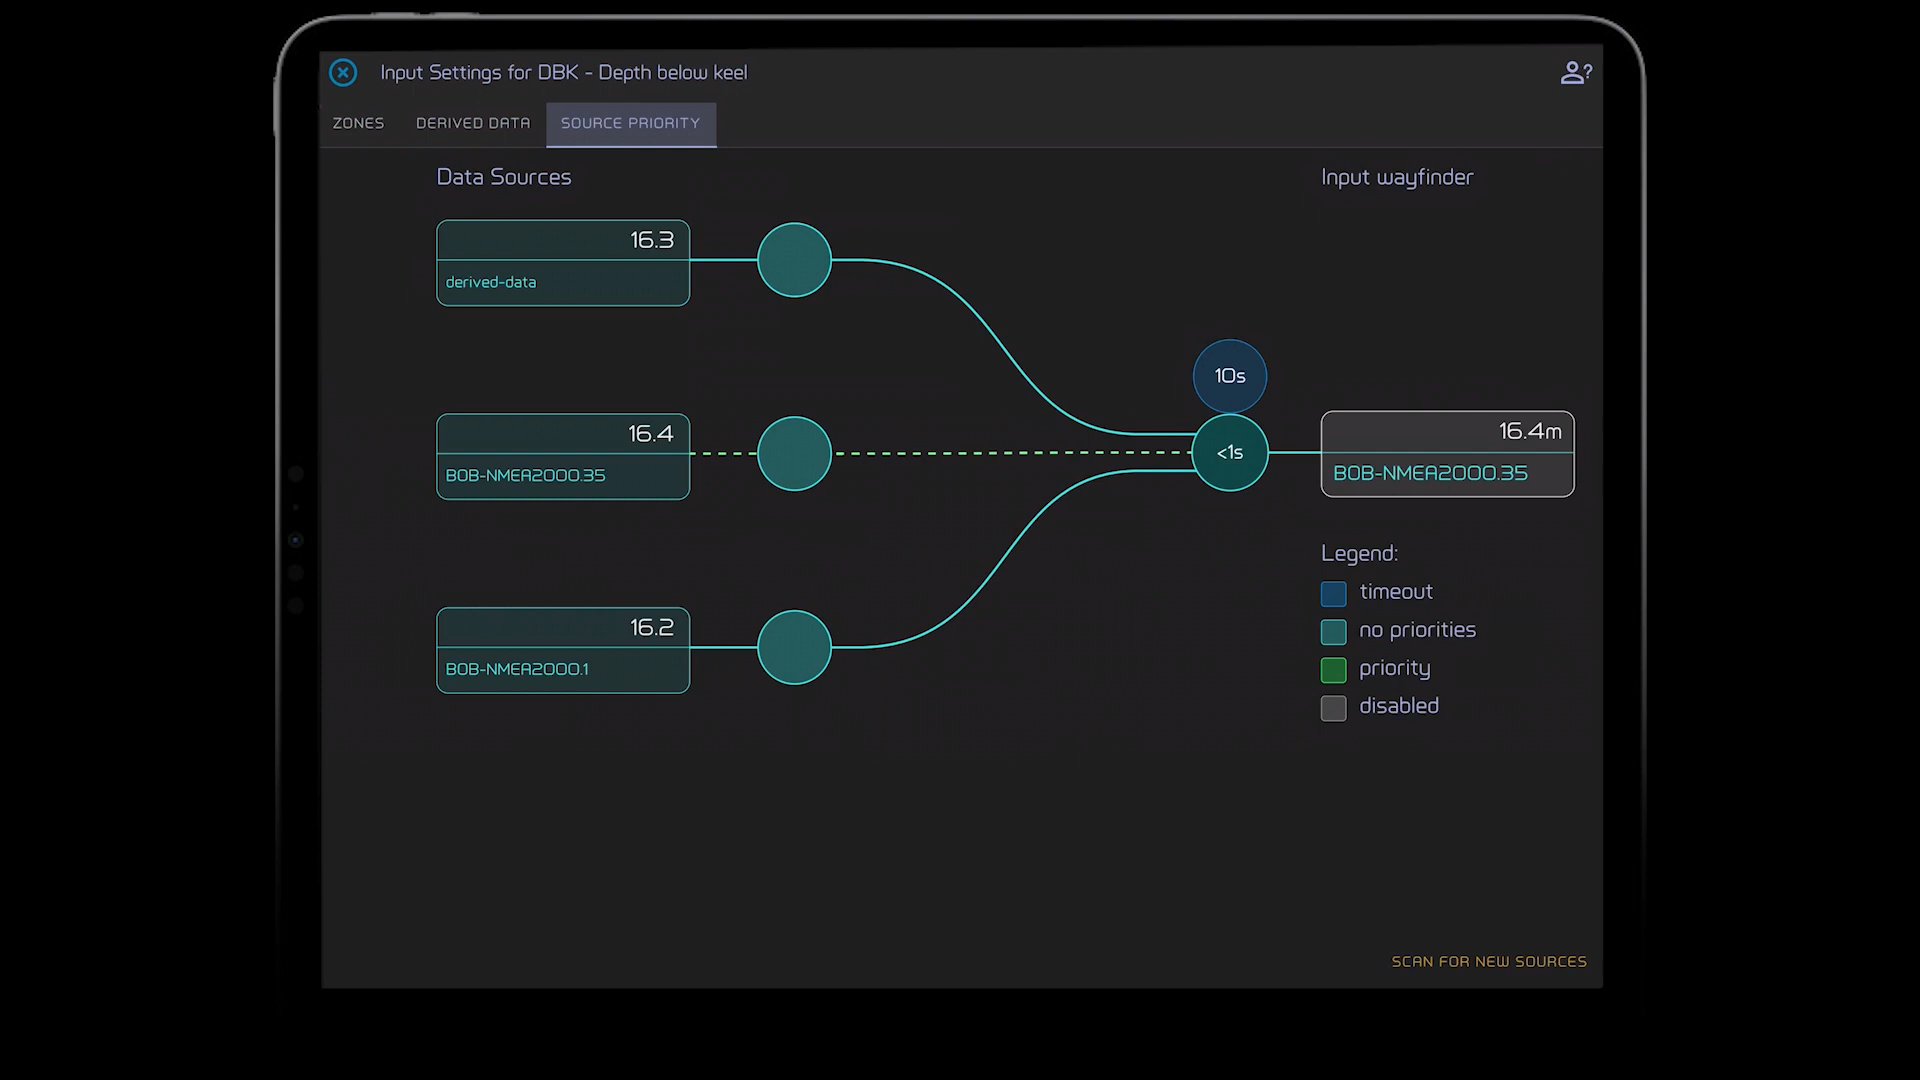 Input Settings for DBK - Depth below keel
?
ZONES
DERIVED DATA
SOURCE PRIORITY
Data Sources
Input wayfinder
16.3
derived-data
10s
16.4
BOB-NMEA2000.35
<1s
16.4m
BOB-NMEA2000.35
16.2
BOB-NMEA2000.1
Legend:
timeout
no priorities
priority
disabled
SCAN FOR NEW SOURCES